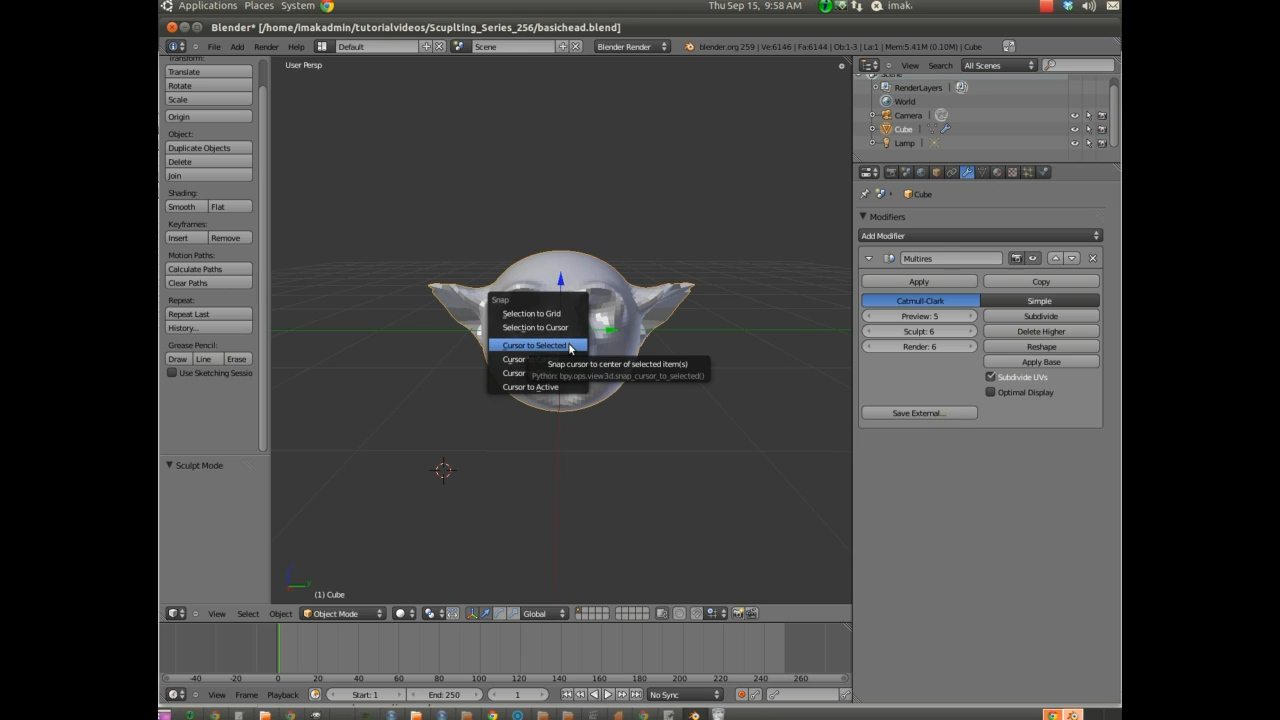 Applications Places System Thu Sep 15, 9:58 AM imak
Blender* [/home/imakadmin/tutorialvideos/Scuplting_Series_256/basichead.blend]
File Add Render Help Default Scene Blender Render blender.org 259 | Ve:6146 | Fa:6144 | Ob:1-3 | La:1 | Mem:5.41M (0.10M) | Cube
Transform:
Translate
Rotate
Scale
Origin
Object:
Duplicate Objects
Delete
Join
Shading:
Smooth Flat
Keyframes:
Insert Remove
Motion Paths:
Calculate Paths
Clear Paths
Repeat:
Repeat Last
History...
Grease Pencil:
Draw Line Erase
Use Sketching Sessio
Sculpt Mode
User Persp
Snap
Selection to Grid
Selection to Cursor
Cursor to Selected
Cursor
Cursor
Cursor to Active
Snap cursor to center of selected item(s)
Python: bpy.ops.view3d.snap_cursor_to_selected()
(1) Cube
View Select Object Object Mode Global
-40 -20 0 20 40 60 80 100 120 140 160 180 200 220 240 260
View Frame Playback Start: 1 End: 250 1 No Sync
View Search All Scenes
Scene
RenderLayers
World
Camera
Cube
Lamp
Cube
Modifiers
Add Modifier
Multires
Apply Copy
Catmull-Clark Simple
Preview: 5 Subdivide
Sculpt: 6 Delete Higher
Render: 6 Reshape
Apply Base
Subdivide UVs
Optimal Display
Save External...